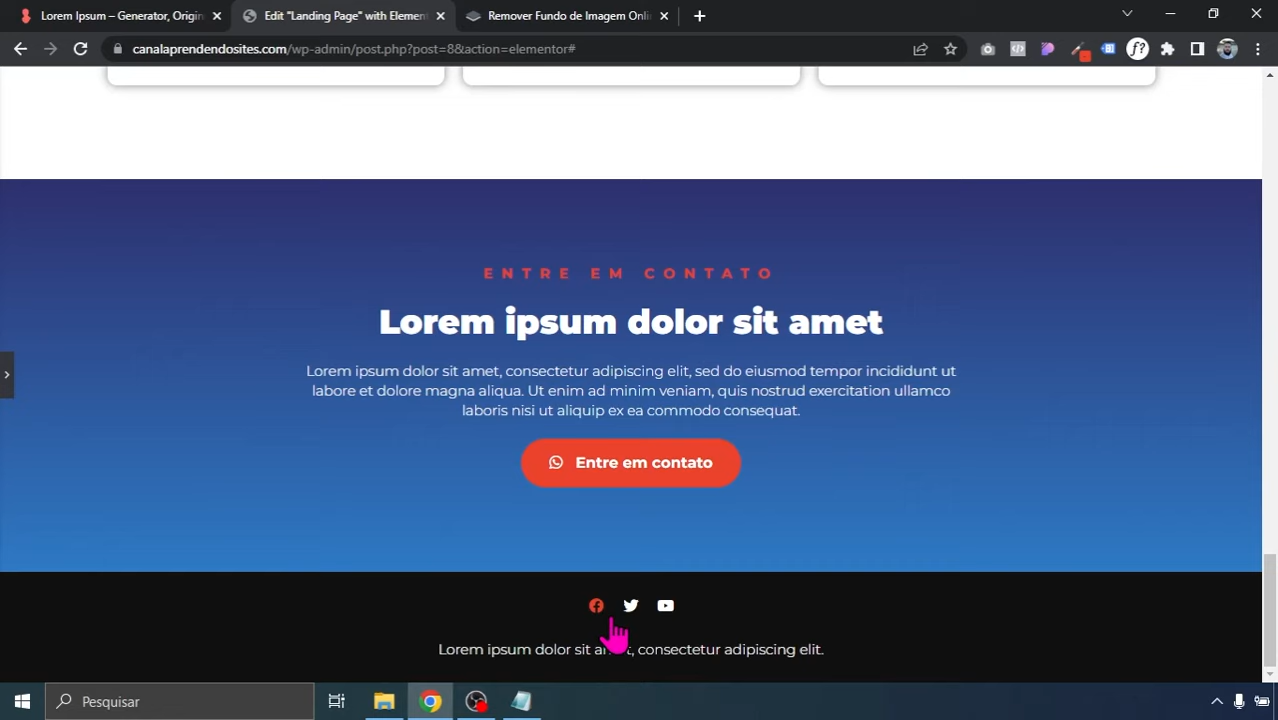 Lorem Ipsum – Generator, Origin
Edit "Landing Page" with Element
Remover Fundo de Imagem Onli
canalaprendendosites.com/wp-admin/post.php?post=8&action=elementor#
ENTRE EM CONTATO
Lorem ipsum dolor sit amet
Lorem ipsum dolor sit amet, consectetur adipiscing elit, sed do eiusmod tempor incididunt ut
labore et dolore magna aliqua. Ut enim ad minim veniam, quis nostrud exercitation ullamco
laboris nisi ut aliquip ex ea commodo consequat.
Entre em contato
Lorem ipsum dolor sit amet, consectetur adipiscing elit.
Pesquisar